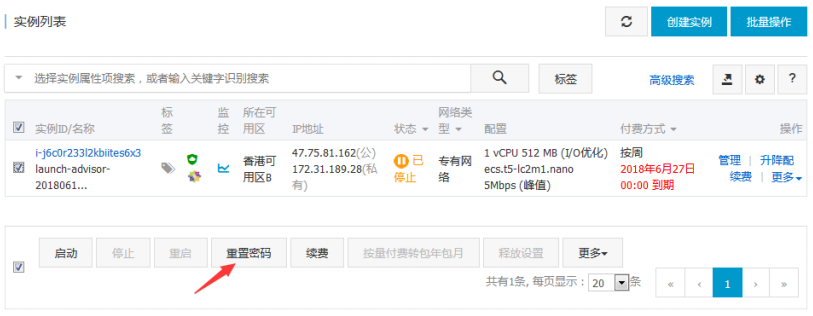 实例列表
创建实例
批量操作
选择实例属性项搜索，或者输入关键字识别搜索
标签
高级搜索
?
实例ID/名称
标签
监控
所在可用区
IP地址
状态
网络类型
配置
付费方式
操作
i-j6c0r233l2kbiites6x3
launch-advisor-
2018061...
香港可
用区B
47.75.81.162(公)
172.31.189.28(私
有)
已
停止
专有网
络
1 vCPU 512 MB (I/O优化)
ecs.t5-lc2m1.nano
5Mbps (峰值)
按周
2018年6月27日
00:00 到期
管理 | 升降配
续费 | 更多
启动
停止
重启
重置密码
续费
按量付费转包年包月
释放设置
更多
共有1条, 每页显示：20 条
« ‹ 1 › »